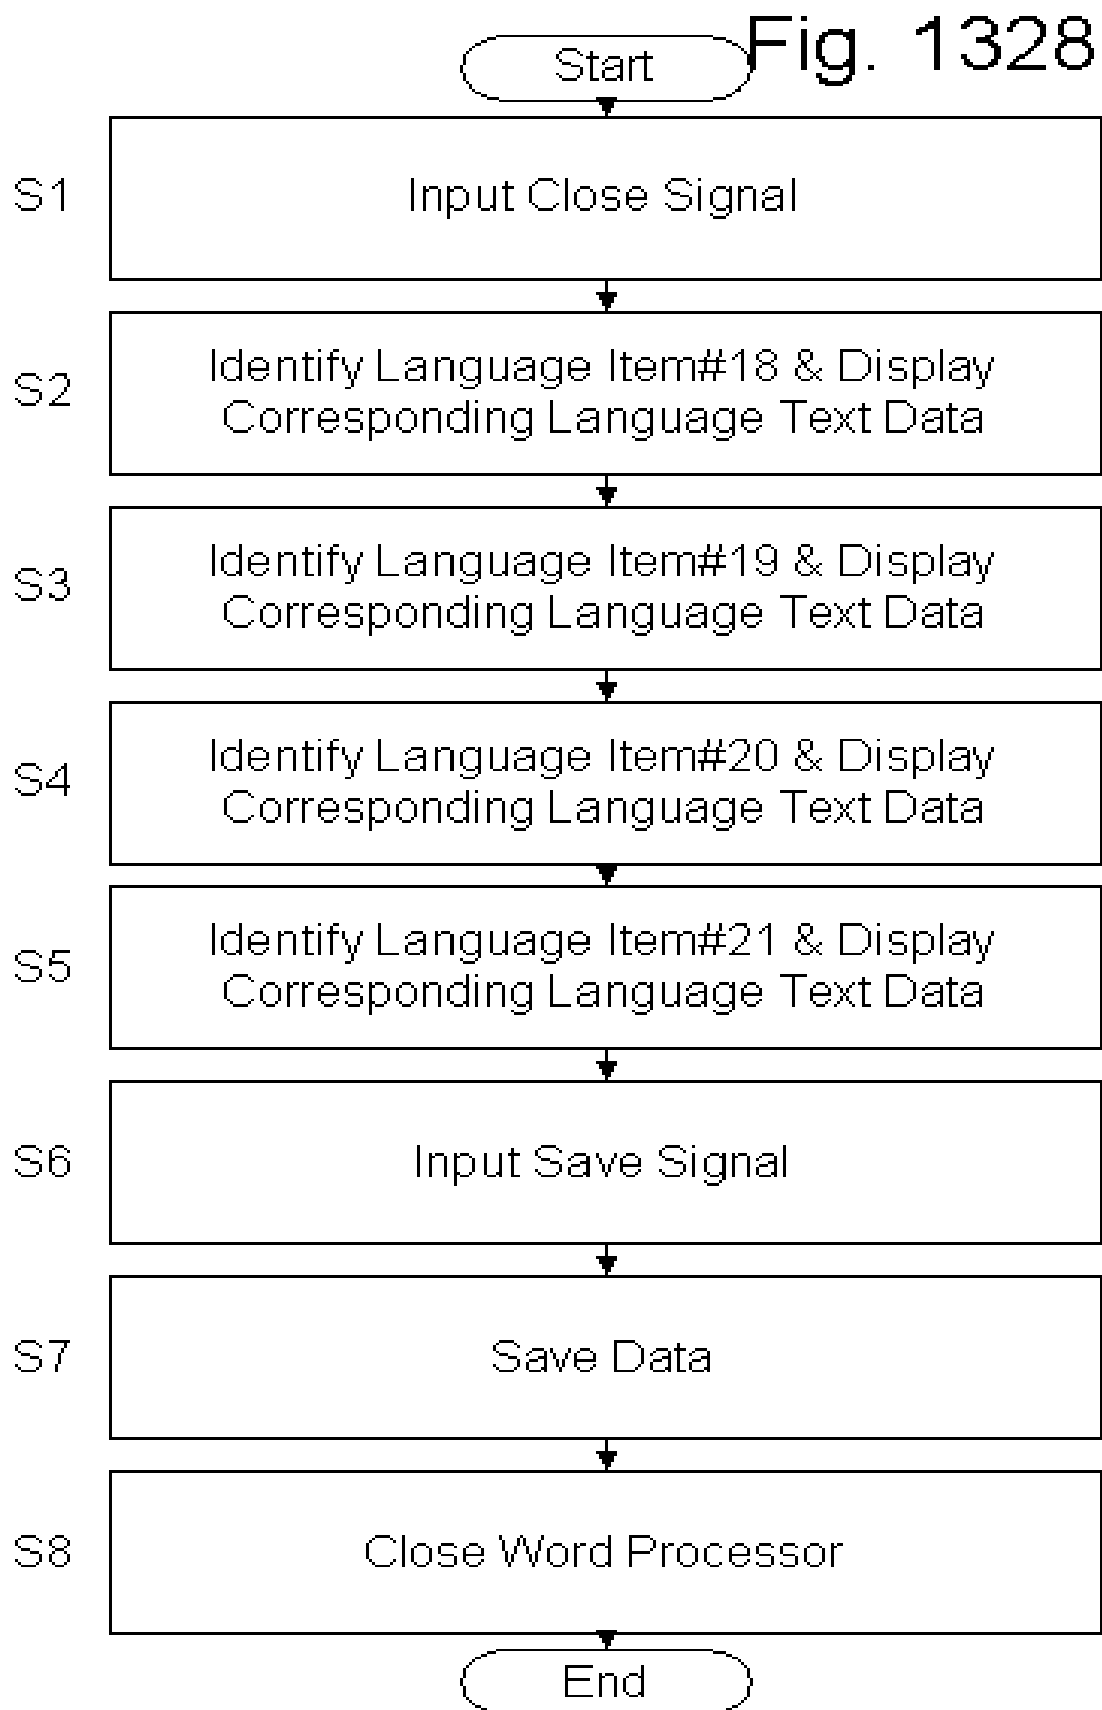 Fig. 1328
Start
S1
Input Close Signal
S2
Identify Language Item#18 & Display
Corresponding Language Text Data
S3
Identify Language Item#19 & Display
Corresponding Language Text Data
S4
Identify Language Item#20 & Display
Corresponding Language Text Data
S5
Identify Language Item#21 & Display
Corresponding Language Text Data
S6
Input Save Signal
S7
Save Data
S8
Close Word Processor
End